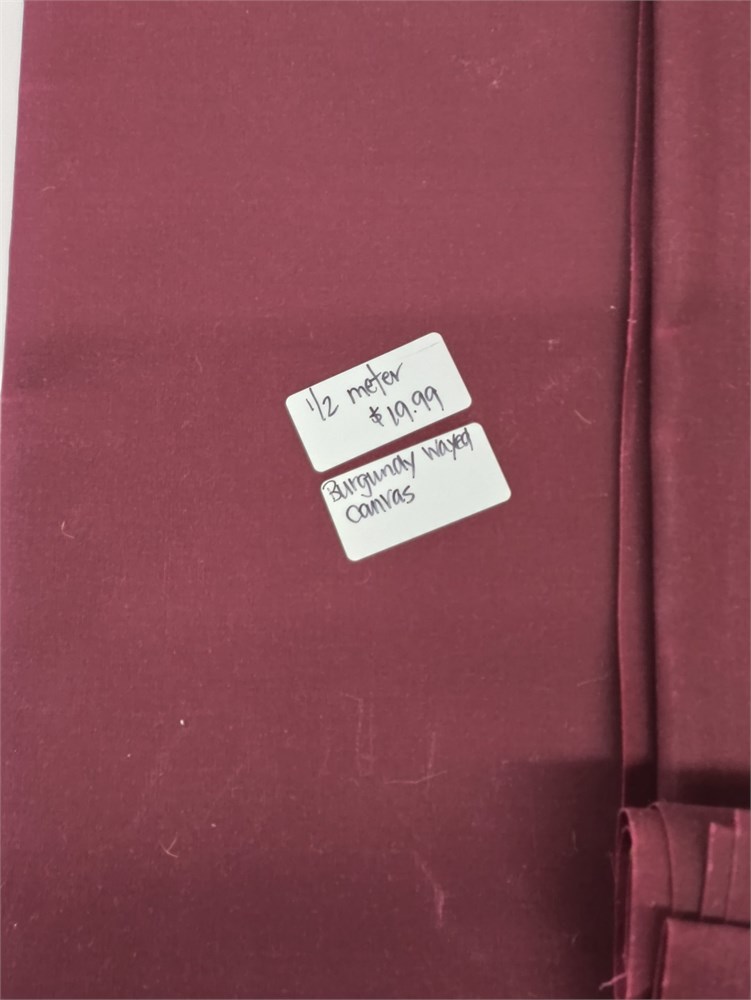 1/2 meter
$19.99
Burgundy waxed
canvas